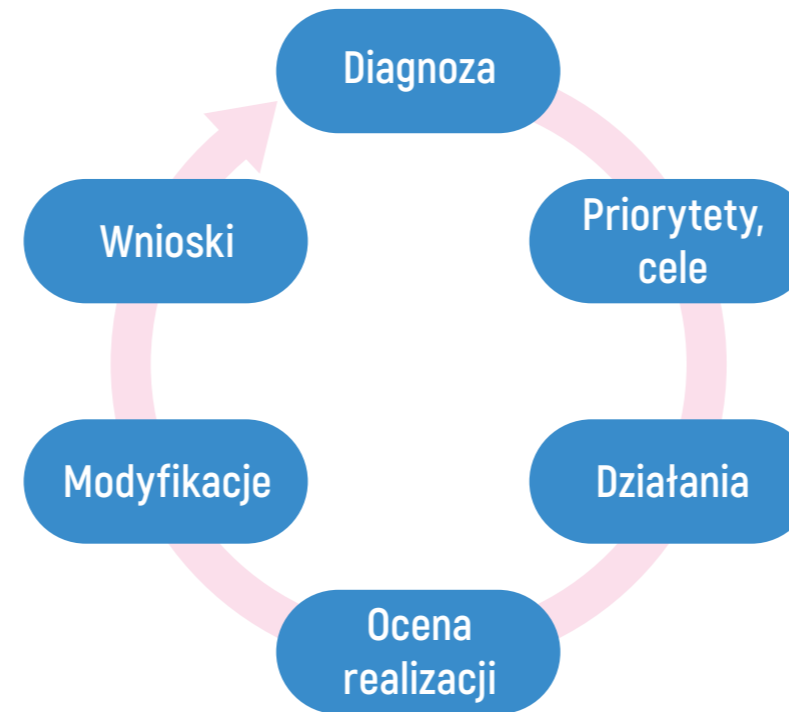 Diagnoza
Priorytety,
cele
Działania
Ocena
realizacji
Modyfikacje
Wnioski